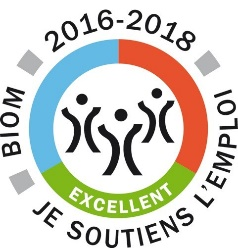 2016-2018
BIOM
EXCELLENT
JE SOUTIENS L'EMPLOI